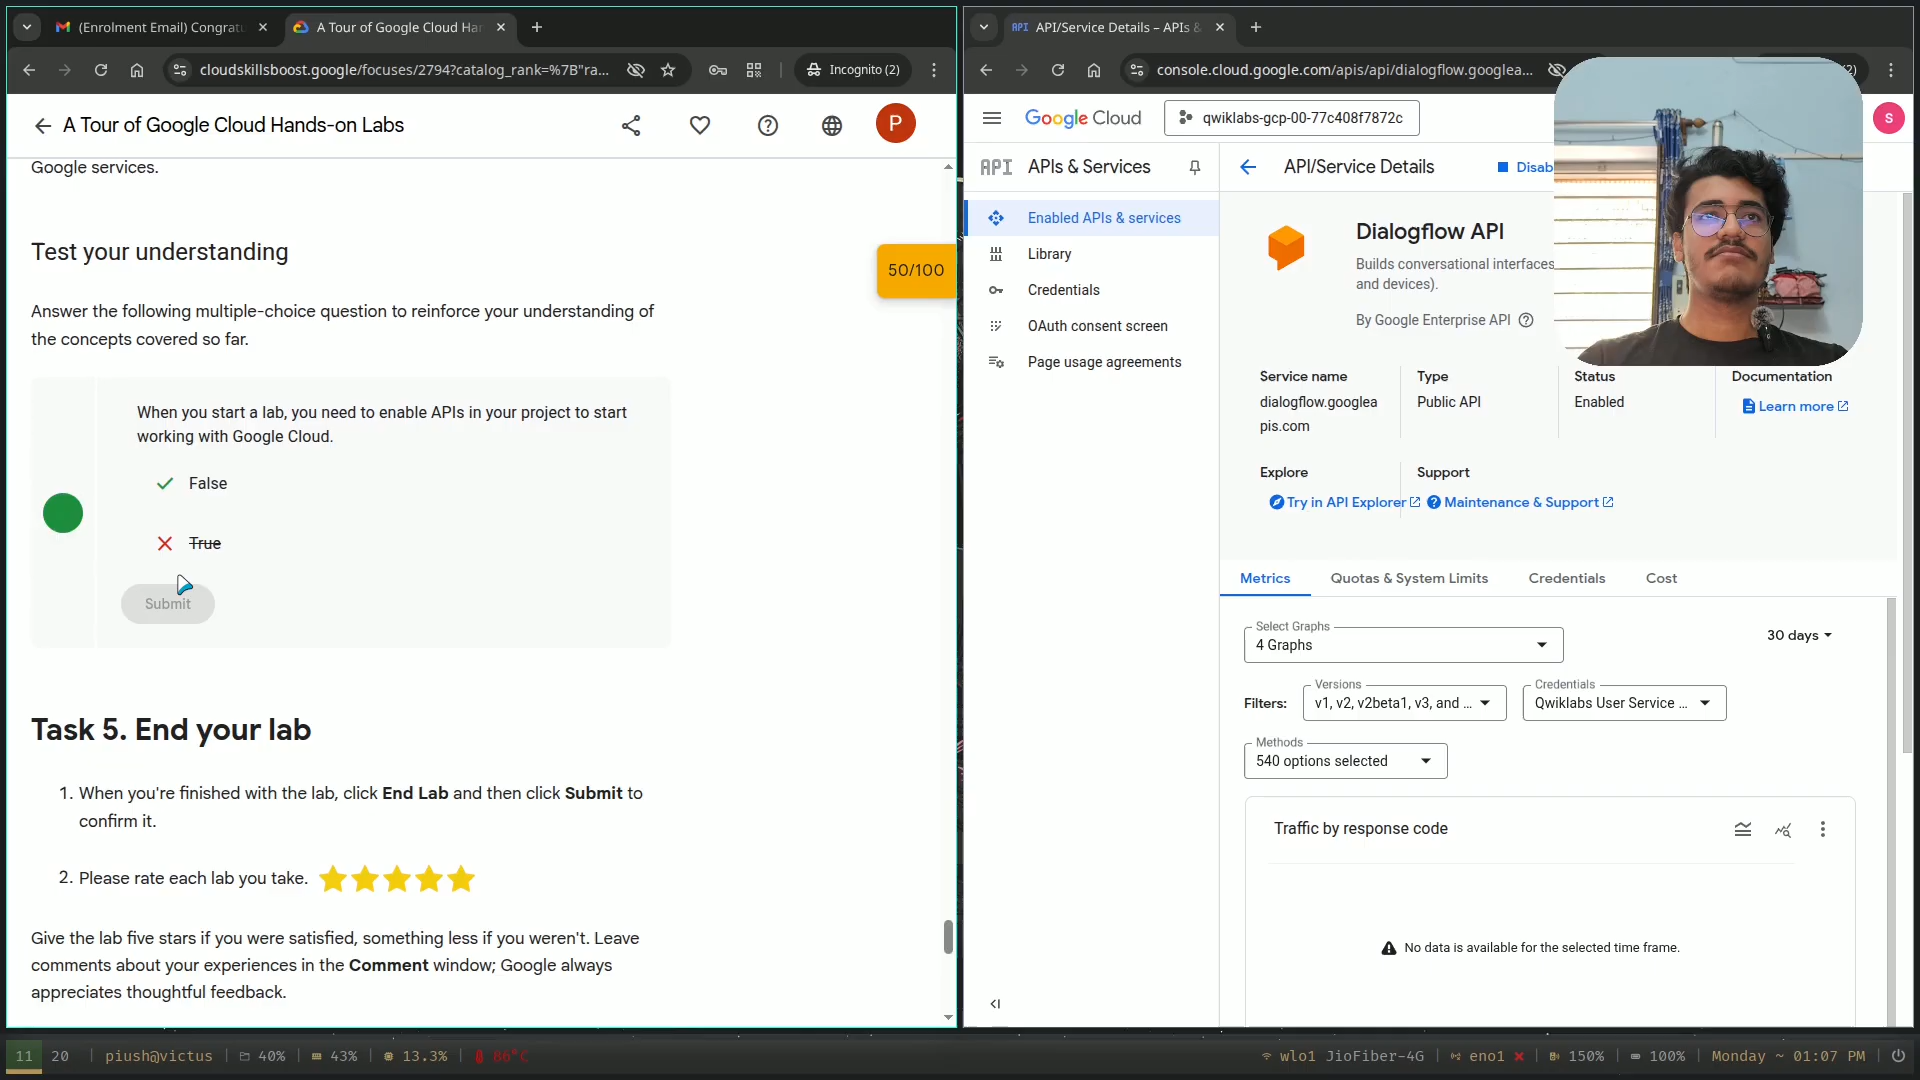 (Enrolment Email) Congratu
A Tour of Google Cloud Han
API API/Service Details – APIs &
cloudskillsboost.google/focuses/2794?catalog_rank=%7B"ra...
Incognito (2)
console.cloud.google.com/apis/api/dialogflow.googlea...
A Tour of Google Cloud Hands-on Labs
P
Google services.
Test your understanding
50/100
Answer the following multiple-choice question to reinforce your understanding of
the concepts covered so far.
When you start a lab, you need to enable APIs in your project to start
working with Google Cloud.
False
True
Submit
Task 5. End your lab
1. When you're finished with the lab, click End Lab and then click Submit to
confirm it.
2. Please rate each lab you take.
Give the lab five stars if you were satisfied, something less if you weren't. Leave
comments about your experiences in the Comment window; Google always
appreciates thoughtful feedback.
Google Cloud
qwiklabs-gcp-00-77c408f7872c
S
API APIs & Services
Enabled APIs & services
Library
Credentials
OAuth consent screen
Page usage agreements
API/Service Details
Disab
Dialogflow API
Builds conversational interfaces
and devices).
By Google Enterprise API
Service name
dialogflow.googlea
pis.com
Type
Public API
Status
Enabled
Documentation
Learn more
Explore
Try in API Explorer
Support
Maintenance & Support
Metrics
Quotas & System Limits
Credentials
Cost
Select Graphs
4 Graphs
30 days
Filters:
Versions
v1, v2, v2beta1, v3, and ...
Credentials
Qwiklabs User Service ...
Methods
540 options selected
Traffic by response code
No data is available for the selected time frame.
11 20 | piush@victus | 40% | 43% | 13.3% | 86°C
wlo1 JioFiber-4G | eno1 | 150% | 100% | Monday ~ 01:07 PM